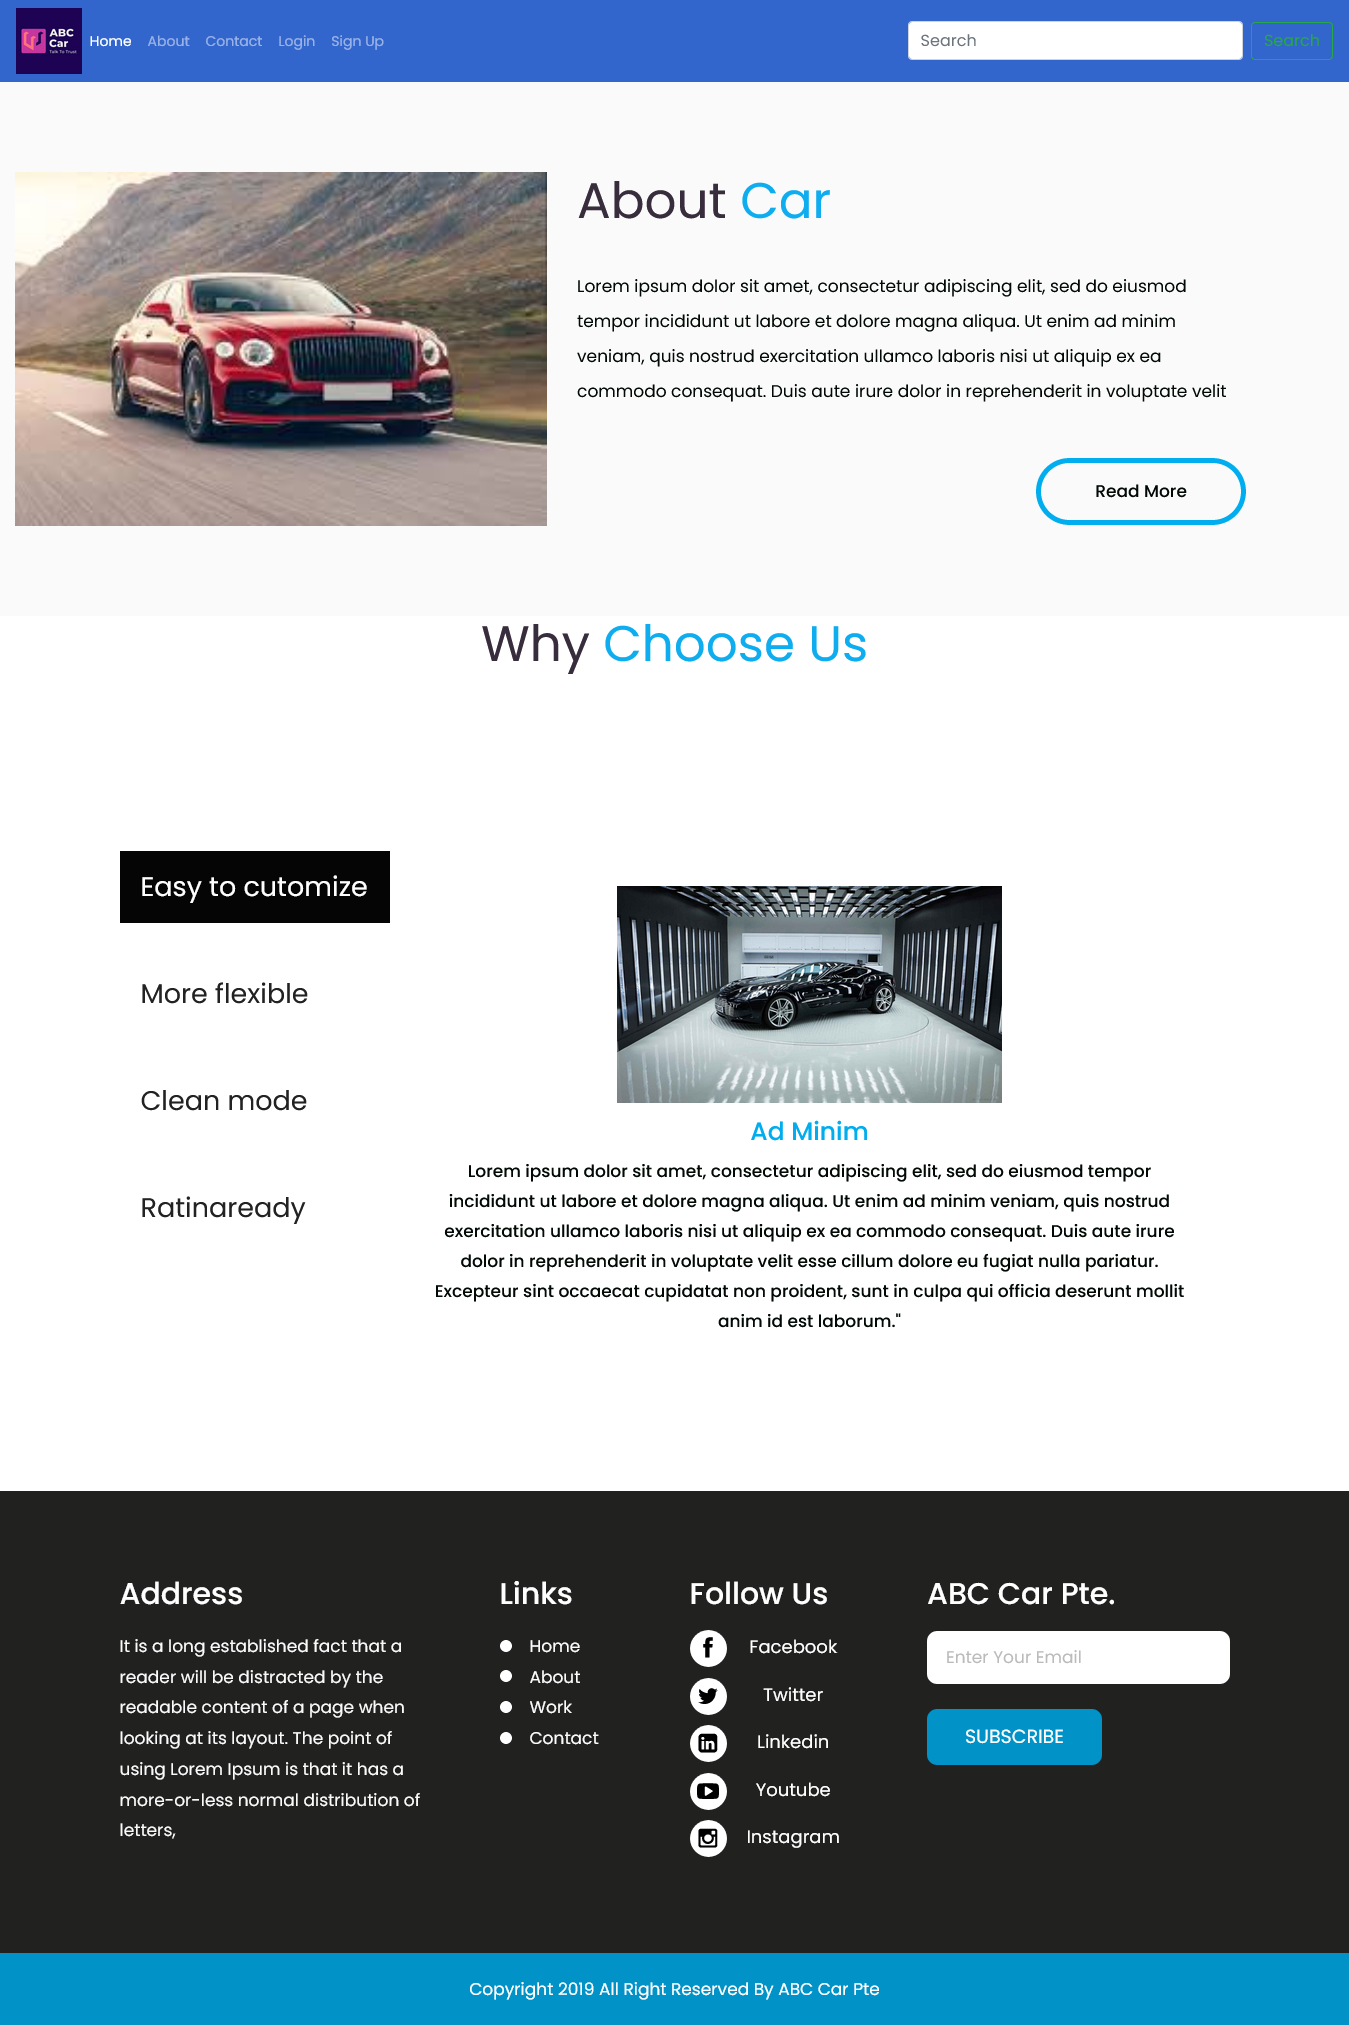 ABC
Car
Talk To Trust
Home About Contact Login Sign Up
Search
Search
About Car
Lorem ipsum dolor sit amet, consectetur adipiscing elit, sed do eiusmod
tempor incididunt ut labore et dolore magna aliqua. Ut enim ad minim
veniam, quis nostrud exercitation ullamco laboris nisi ut aliquip ex ea
commodo consequat. Duis aute irure dolor in reprehenderit in voluptate velit
Read More
Why Choose Us
Easy to cutomize
More flexible
Clean mode
Ratinaready
Ad Minim
Lorem ipsum dolor sit amet, consectetur adipiscing elit, sed do eiusmod tempor
incididunt ut labore et dolore magna aliqua. Ut enim ad minim veniam, quis nostrud
exercitation ullamco laboris nisi ut aliquip ex ea commodo consequat. Duis aute irure
dolor in reprehenderit in voluptate velit esse cillum dolore eu fugiat nulla pariatur.
Excepteur sint occaecat cupidatat non proident, sunt in culpa qui officia deserunt mollit
anim id est laborum."
Address
It is a long established fact that a
reader will be distracted by the
readable content of a page when
looking at its layout. The point of
using Lorem Ipsum is that it has a
more-or-less normal distribution of
letters,
Links
Home
About
Work
Contact
Follow Us
Facebook
Twitter
Linkedin
Youtube
Instagram
ABC Car Pte.
Enter Your Email
SUBSCRIBE
Copyright 2019 All Right Reserved By ABC Car Pte